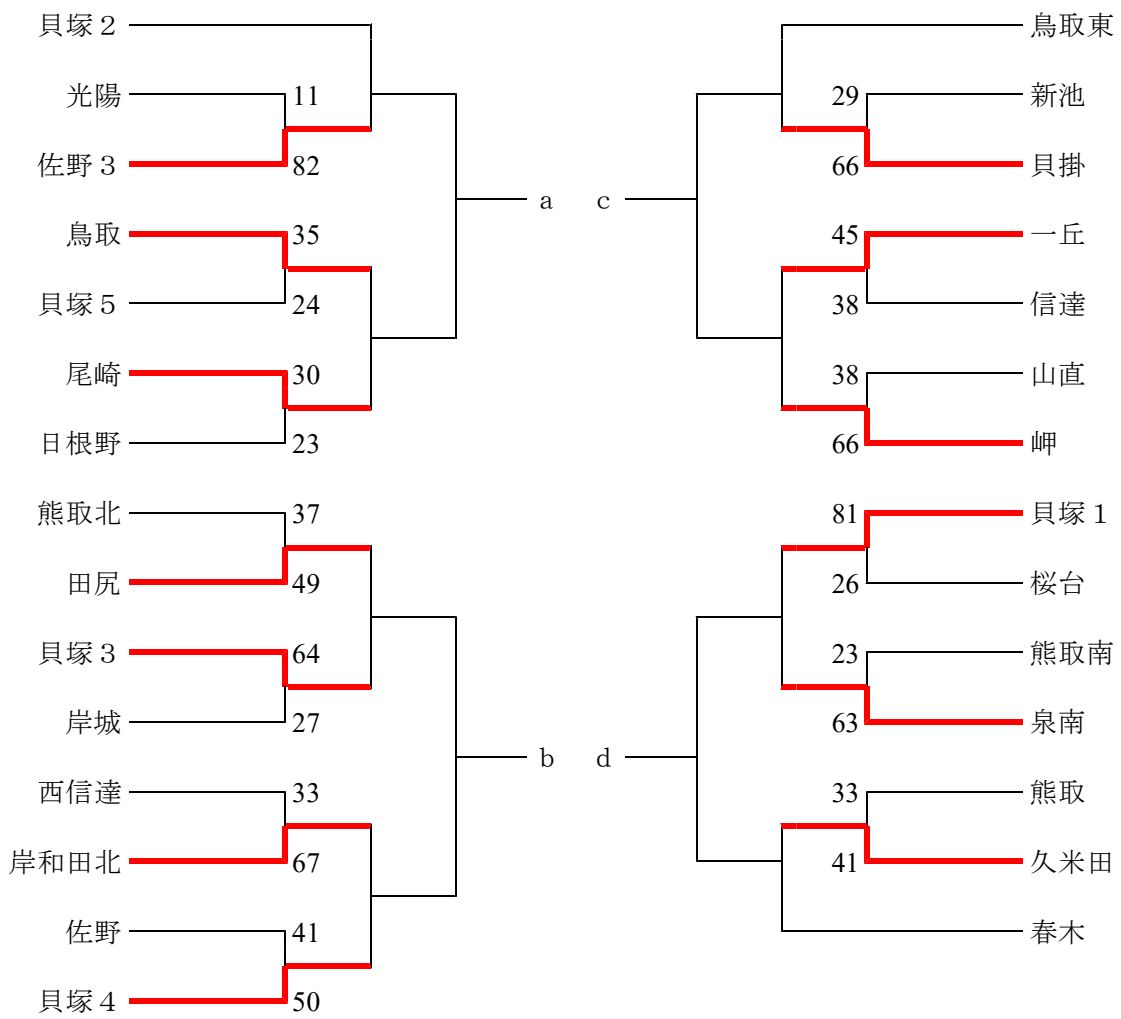 貝塚２
鳥取東
光陽
11
29
新池
佐野３
82
66
貝掛
a
c
鳥取
35
45
一丘
貝塚５
24
38
信達
尾崎
30
38
山直
日根野
23
66
岬
熊取北
37
81
貝塚１
田尻
49
26
桜台
貝塚３
64
23
熊取南
岸城
27
63
泉南
b
d
西信達
33
33
熊取
岸和田北
67
41
久米田
佐野
41
春木
貝塚４
50